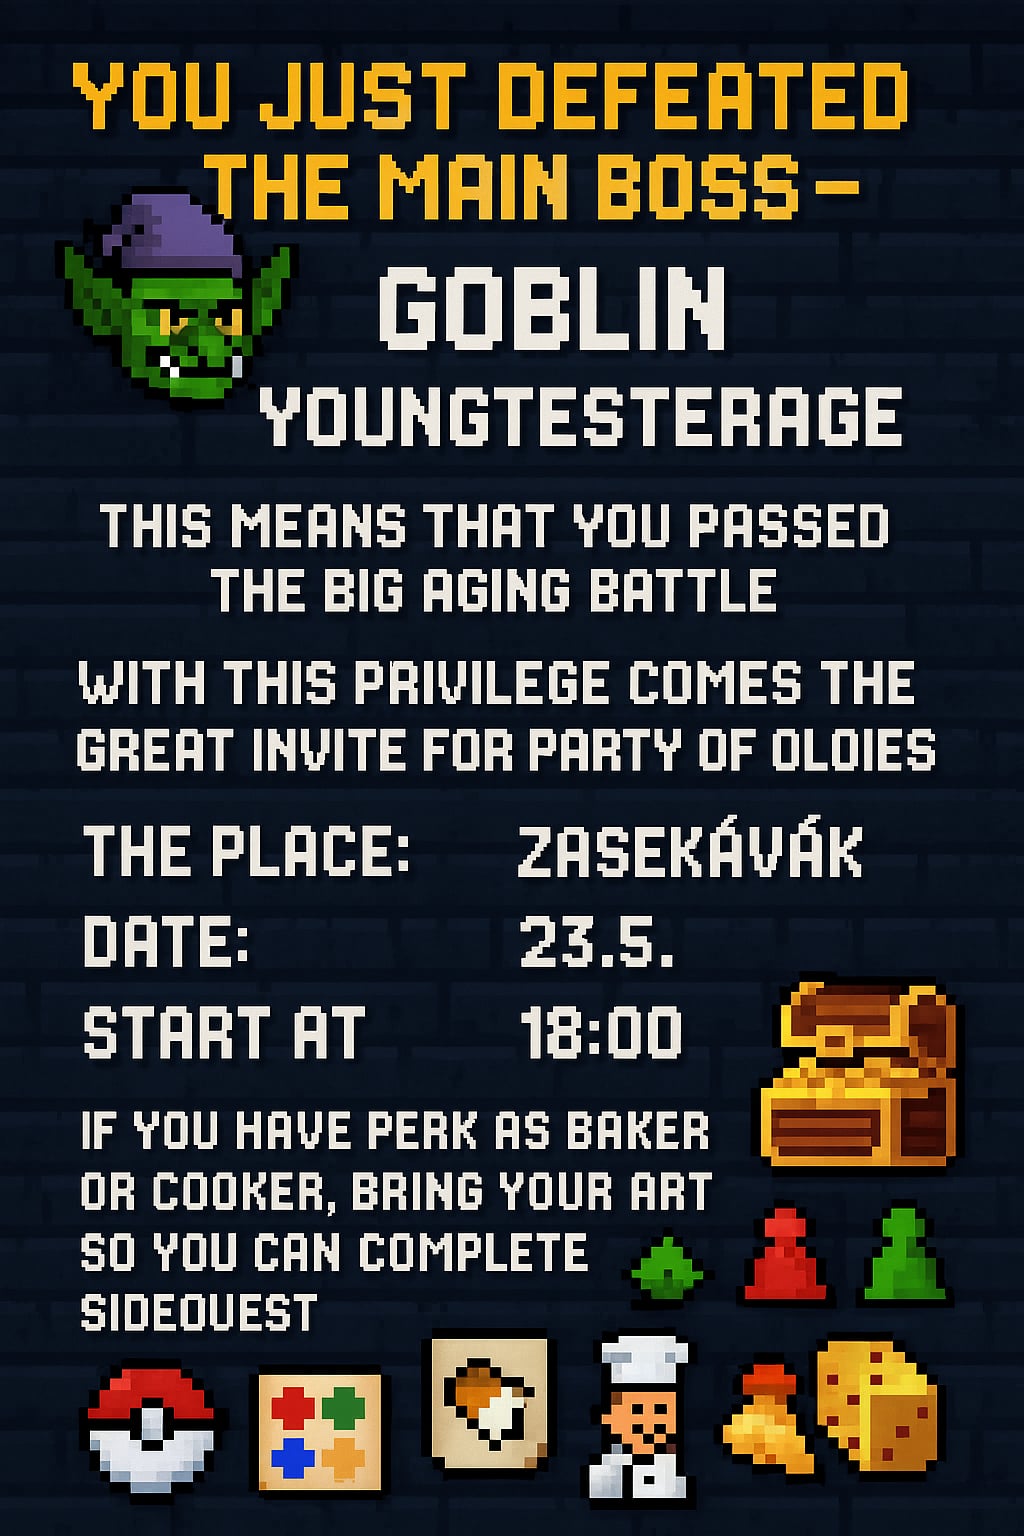 YOU JUST DEFEATED
THE MAIN BOSS–
GOBLIN
YOUNGTESTERAGE
THIS MEANS THAT YOU PASSED
THE BIG AGING BATTLE
WITH THIS PRIVILEGE COMES THE
GREAT INVITE FOR PARTY OF OLOIES
THE PLACE: ZASEKÁVÁK
DATE: 23.5.
START AT 18:00
IF YOU HAVE PERK AS BAKER
OR COOKER, BRING YOUR ART
SO YOU CAN COMPLETE
SIDEOUEST